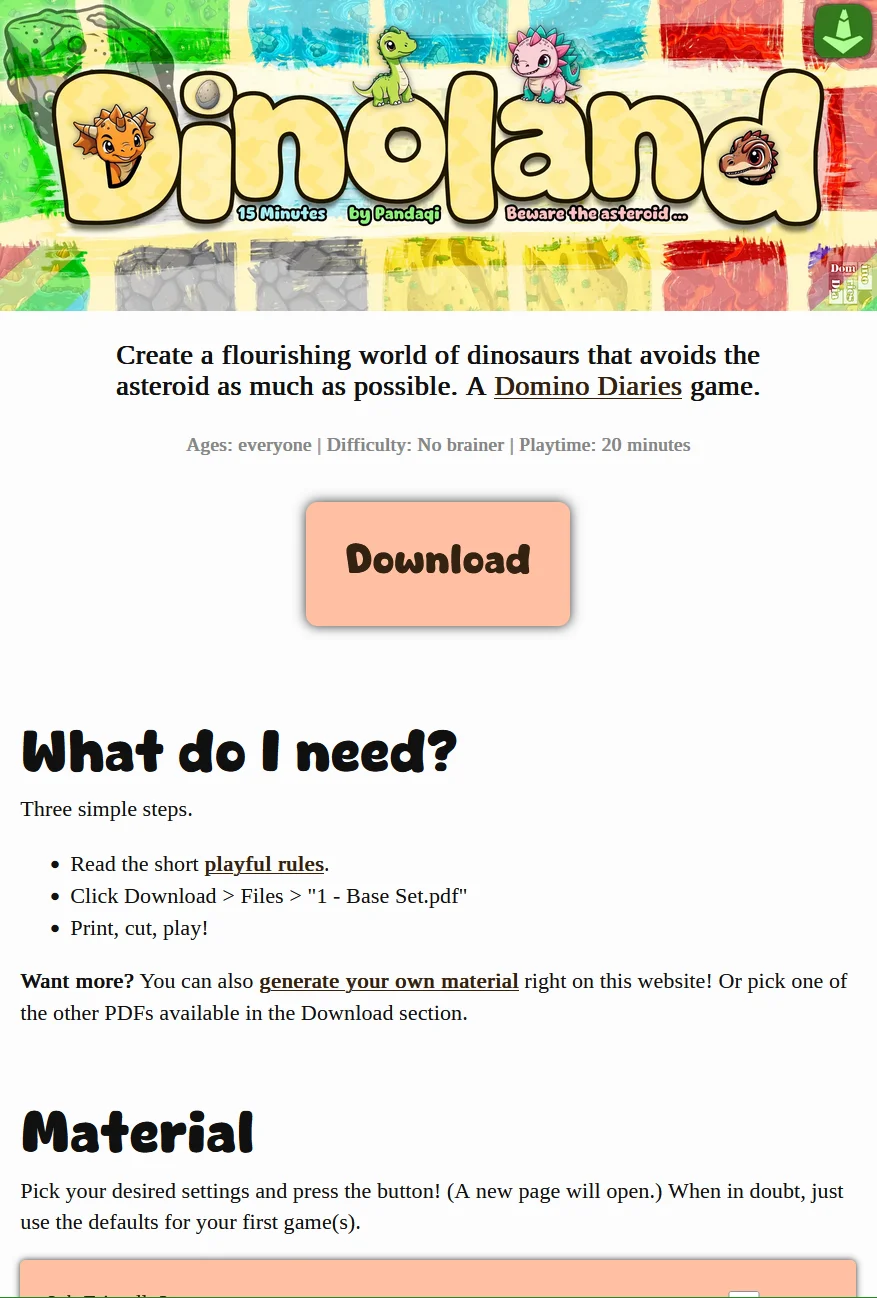 Dinoland
15 Minutes by Pandaqi Beware the asteroid ...
Create a flourishing world of dinosaurs that avoids the
asteroid as much as possible. A Domino Diaries game.
Ages: everyone | Difficulty: No brainer | Playtime: 20 minutes
Download
What do I need?
Three simple steps.
Read the short playful rules.
Click Download > Files > "1 - Base Set.pdf"
Print, cut, play!
Want more? You can also generate your own material right on this website! Or pick one of
the other PDFs available in the Download section.
Material
Pick your desired settings and press the button! (A new page will open.) When in doubt, just
use the defaults for your first game(s).